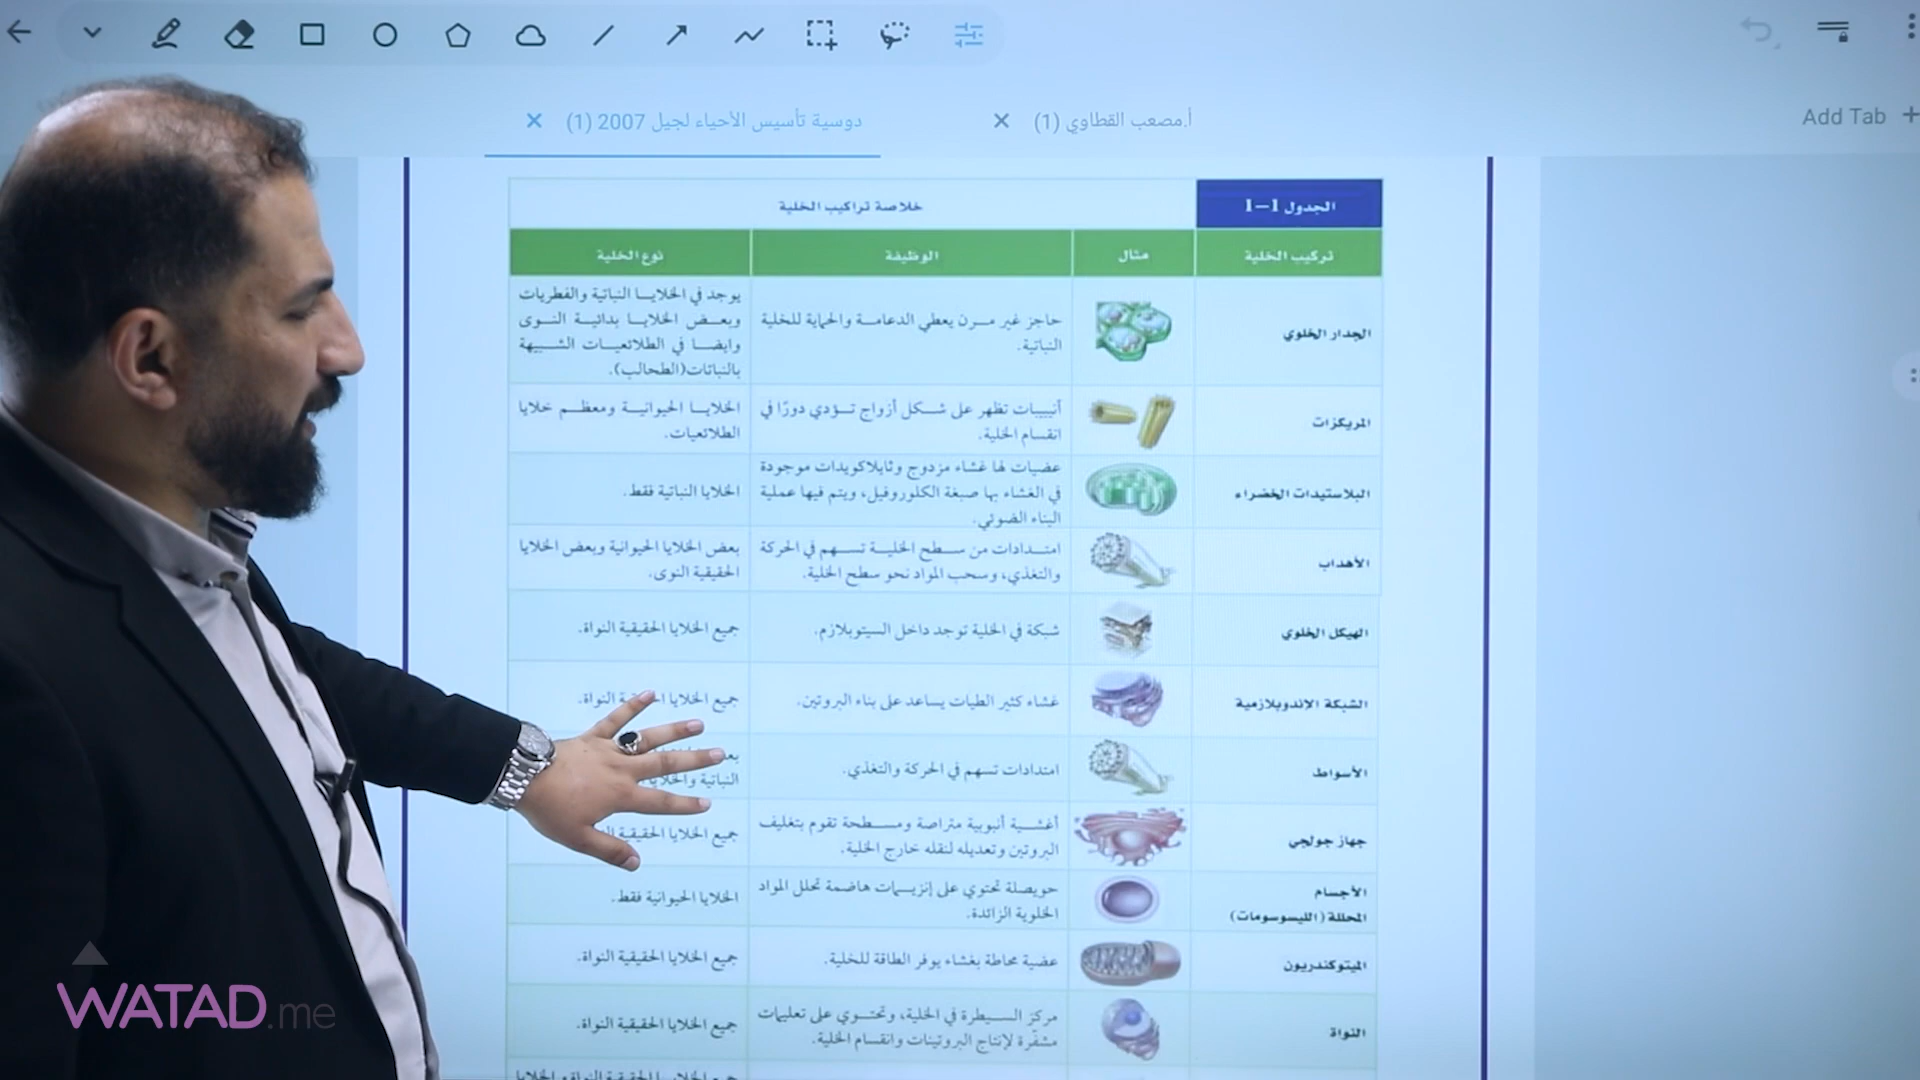 دوسية تأسيس الأحياء لجيل 2007 (1)
أ.مصعب القطاوي (1)
Add Tab
الجدول 1-1
خلاصة تراكيب الخلية
تركيب الخلية
مثال
الوظيفة
نوع الخلية
الجدار الخلوي
حاجز غير مرن يعطي الدعامة والحماية للخلية
النباتية.
يوجد في الخلايا النباتية والفطريات
وبعض الخلايا بدائية النوى
وايضا في الطلائعيات الشبيهة
بالنباتات(الطحالب).
المريكزات
أنيبيبات تظهر على شكل أزواج تؤدي دورًا في
انقسام الخلية.
الخلايا الحيوانية ومعظم خلايا
الطلائعيات.
البلاستيدات الخضراء
عضيات لها غشاء مزدوج وثايلاكويدات موجودة
في الغشاء بها صبغة الكلوروفيل، ويتم فيها عملية
البناء الضوئي.
الخلايا النباتية فقط.
الأهداب
امتدادات من سطح الخلية تسهم في الحركة
والتغذي، وسحب المواد نحو سطح الخلية.
بعض الخلايا الحيوانية وبعض الخلايا
الحقيقية النوى.
الهيكل الخلوي
شبكة في الخلية توجد داخل السيتوبلازم.
جميع الخلايا الحقيقية النواة.
الشبكة الاندوبلازمية
غشاء كثير الطيات يساعد على بناء البروتين.
جميع الخلايا النواة.
الأسواط
امتدادات تسهم في الحركة والتغذي.
النباتية والخلايا
جهاز جولجي
أغشية أنبوبية متراصة ومسطحة تقوم بتغليف
البروتين وتعديله لنقله خارج الخلية.
جميع الخلايا الحقيقية
الأجسام
المحللة (الليسوسومات)
حويصلة تحتوي على إنزيمات هاضمة تحلل المواد
الخلوية الزائدة.
الخلايا الحيوانية فقط.
الميتوكندريون
عضية محاطة بغشاء يوفر الطاقة للخلية.
جميع الخلايا الحقيقية النواة.
النواة
مركز السيطرة في الخلية، وتحتوي على تعليمات
مشفّرة لإنتاج البروتينات وانقسام الخلية.
جميع الخلايا الحقيقية النواة.
WATAD.me